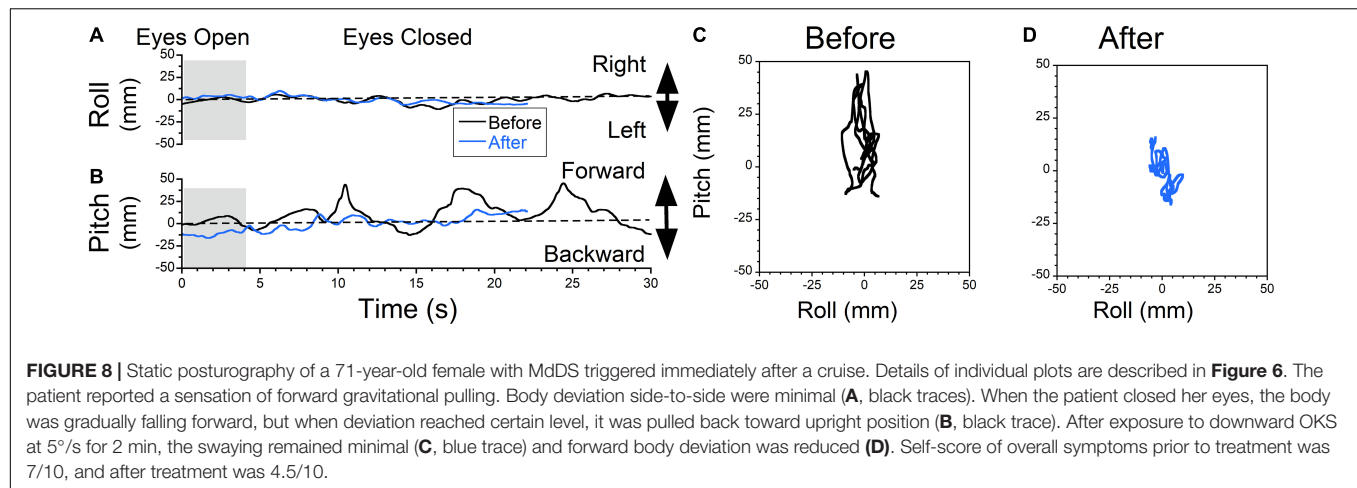 A Eyes Open Eyes Closed
50
25
0
-25
-50
Roll
(mm)
Right
Left
Before
After
B
50
25
0
-25
-50
Pitch
(mm)
Forward
Backward
0 5 10 15 20 25 30
Time (s)
C Before
50
25
0
-25
-50
Pitch (mm)
-50 -25 0 25 50
Roll (mm)
D After
50
25
0
-25
-50
-50 -25 0 25 50
Roll (mm)
FIGURE 8 | Static posturography of a 71-year-old female with MdDS triggered immediately after a cruise. Details of individual plots are described in Figure 6. The
patient reported a sensation of forward gravitational pulling. Body deviation side-to-side were minimal (A, black traces). When the patient closed her eyes, the body
was gradually falling forward, but when deviation reached certain level, it was pulled back toward upright position (B, black trace). After exposure to downward OKS
at 5°/s for 2 min, the swaying remained minimal (C, blue trace) and forward body deviation was reduced (D). Self-score of overall symptoms prior to treatment was
7/10, and after treatment was 4.5/10.